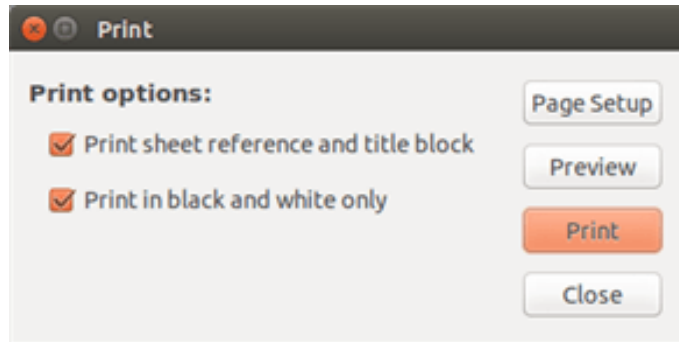 Print
Print options:
Print sheet reference and title block
Print in black and white only
Page Setup
Preview
Print
Close